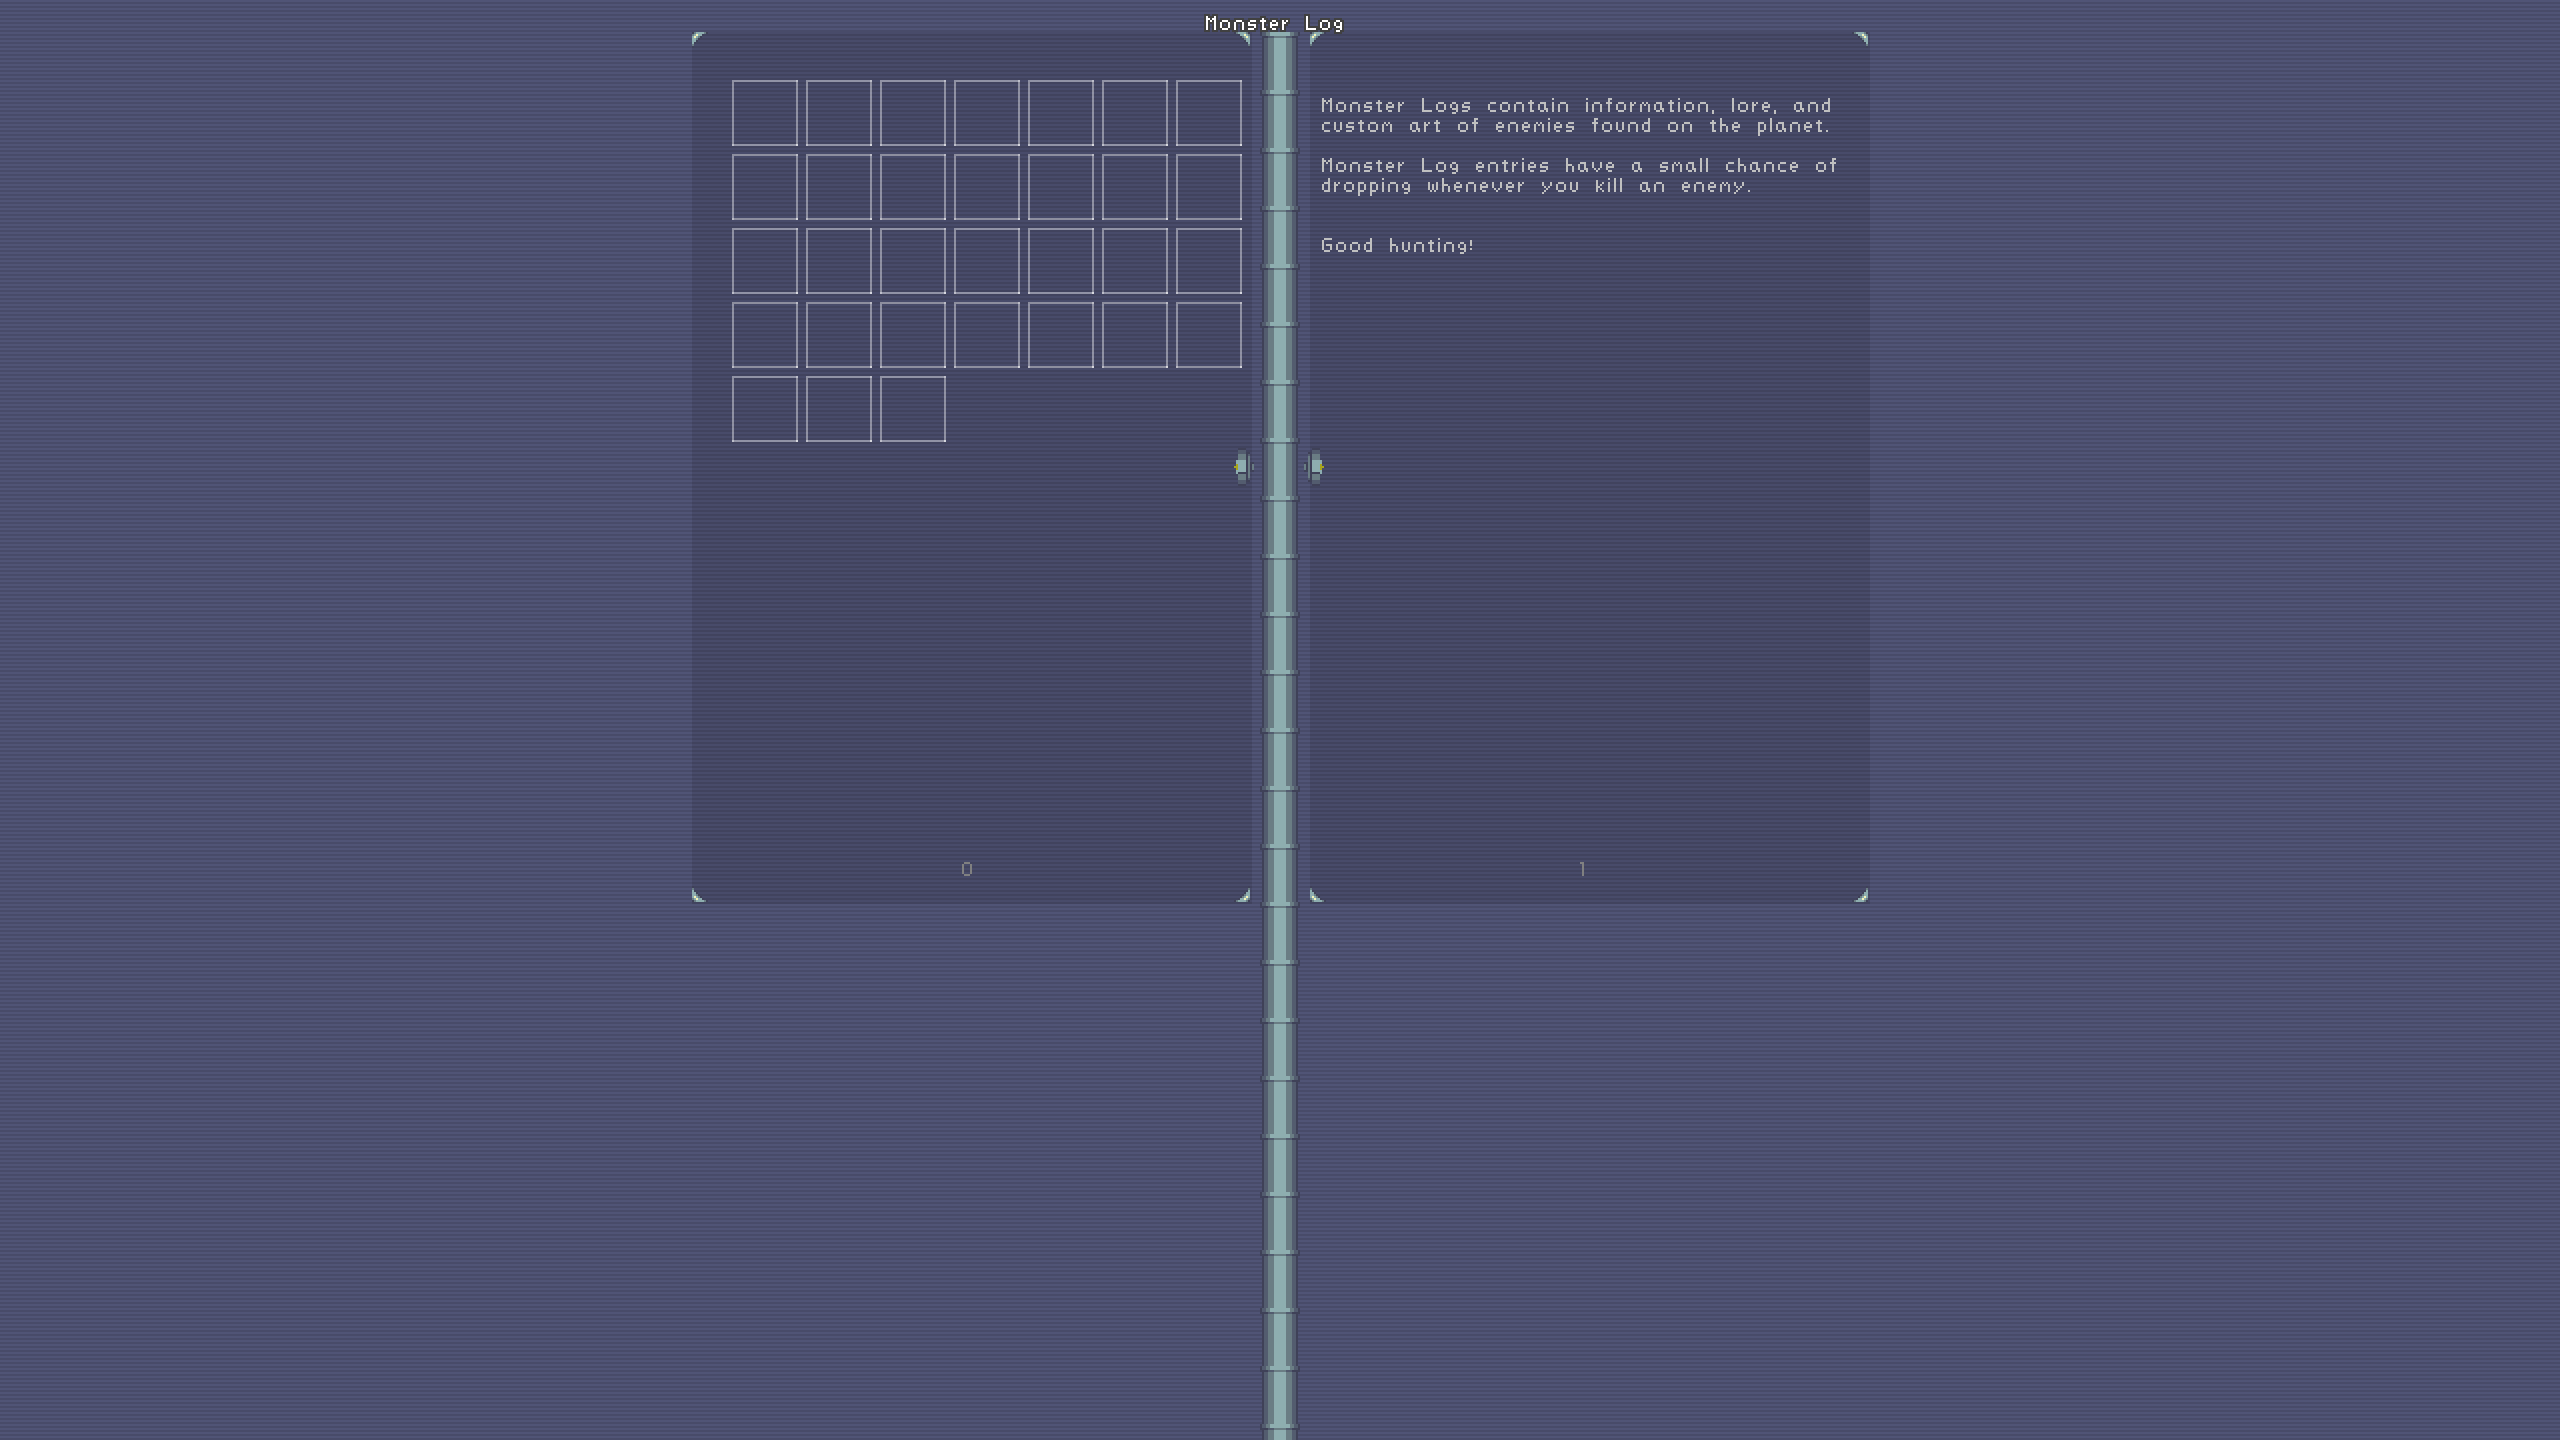 Monster Log
Monster Logs contain information, lore, and
custom art of enemies found on the planet.
Monster Log entries have a small chance of
dropping whenever you kill an enemy.
Good hunting!
0
1